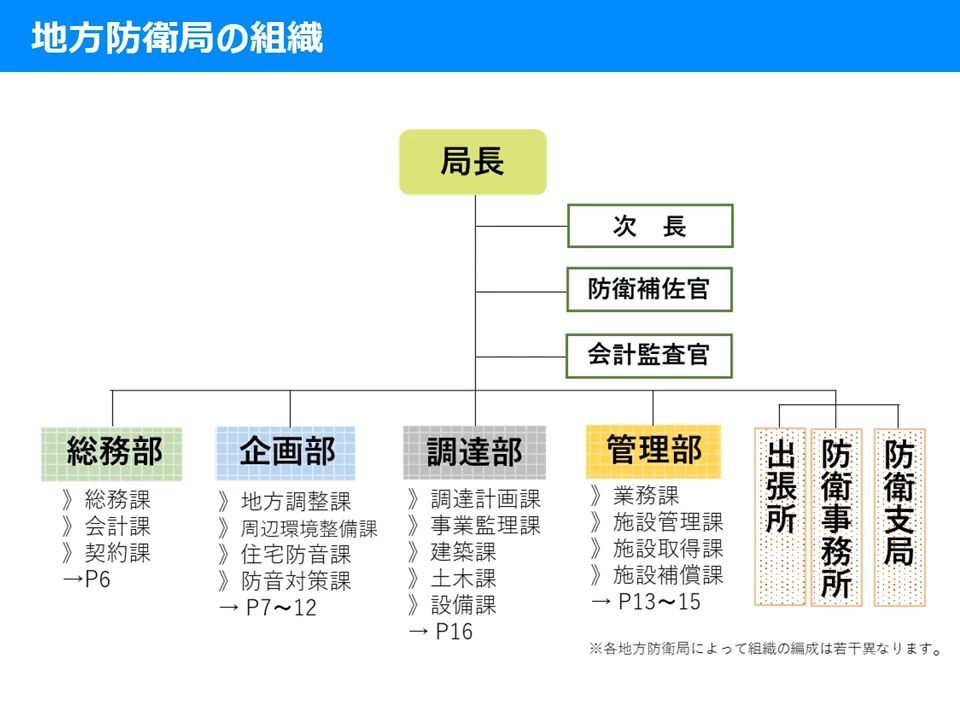 地方防衛局の組織
局長
次　長
防衛補佐官
会計監査官
総務部
》総務課
》会計課
》契約課
→P6
企画部
》地方調整課
》周辺環境整備課
》住宅防音課
》防音対策課
→ P7～12
調達部
》調達計画課
》事業監理課
》建築課
》土木課
》設備課
→ P16
管理部
》業務課
》施設管理課
》施設取得課
》施設補償課
→ P13～15
出張所
防衛事務所
防衛支局
※各地方防衛局によって組織の編成は若干異なります。